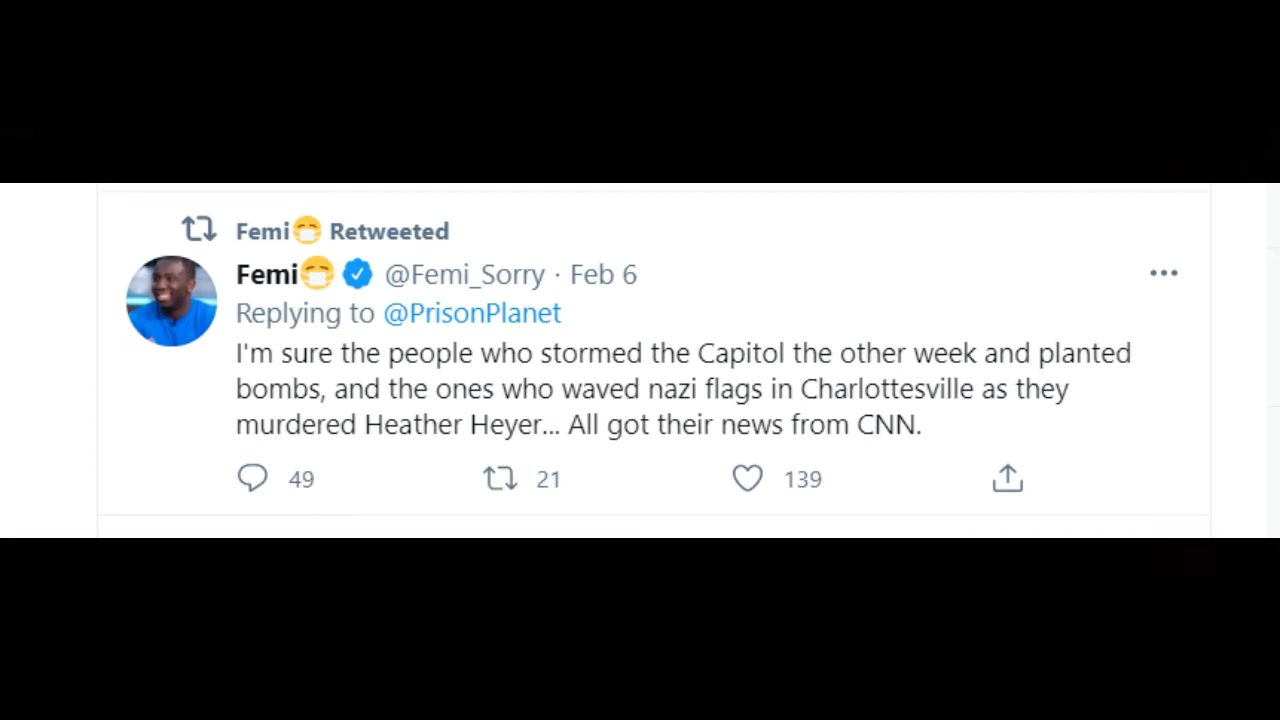 Femi😷 Retweeted
Femi😷 @Femi_Sorry · Feb 6
Replying to @PrisonPlanet
I'm sure the people who stormed the Capitol the other week and planted
bombs, and the ones who waved nazi flags in Charlottesville as they
murdered Heather Heyer... All got their news from CNN.
49 21 139